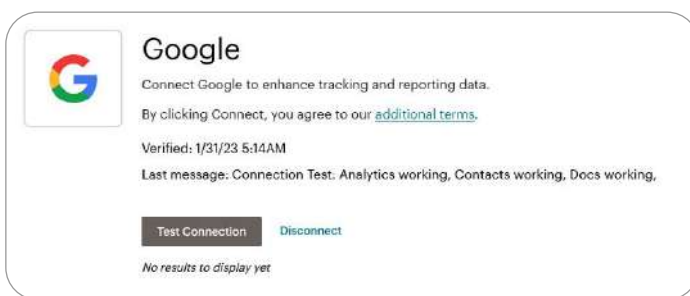 Google
Connect Google to enhance tracking and reporting data.
By clicking Connect, you agree to our additional terms.
Verified: 1/31/23 5:14AM
Last message: Connection Test: Analytics working, Contacts working, Docs working,
Test Connection Disconnect
No results to display yet